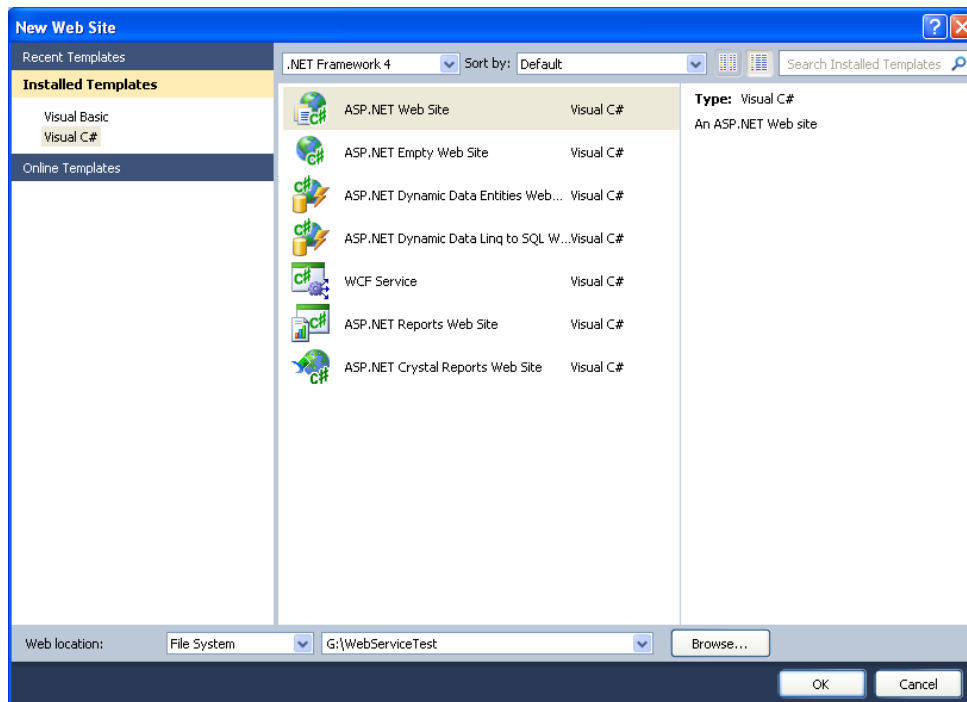 New Web Site
Recent Templates
Installed Templates
Visual Basic
Visual C#
Online Templates
.NET Framework 4 Sort by: Default Search Installed Templates
ASP.NET Web Site Visual C#
ASP.NET Empty Web Site Visual C#
ASP.NET Dynamic Data Entities Web... Visual C#
ASP.NET Dynamic Data Linq to SQL W...Visual C#
WCF Service Visual C#
ASP.NET Reports Web Site Visual C#
ASP.NET Crystal Reports Web Site Visual C#
Type: Visual C#
An ASP.NET Web site
Web location: File System G:\WebServiceTest Browse...
OK Cancel